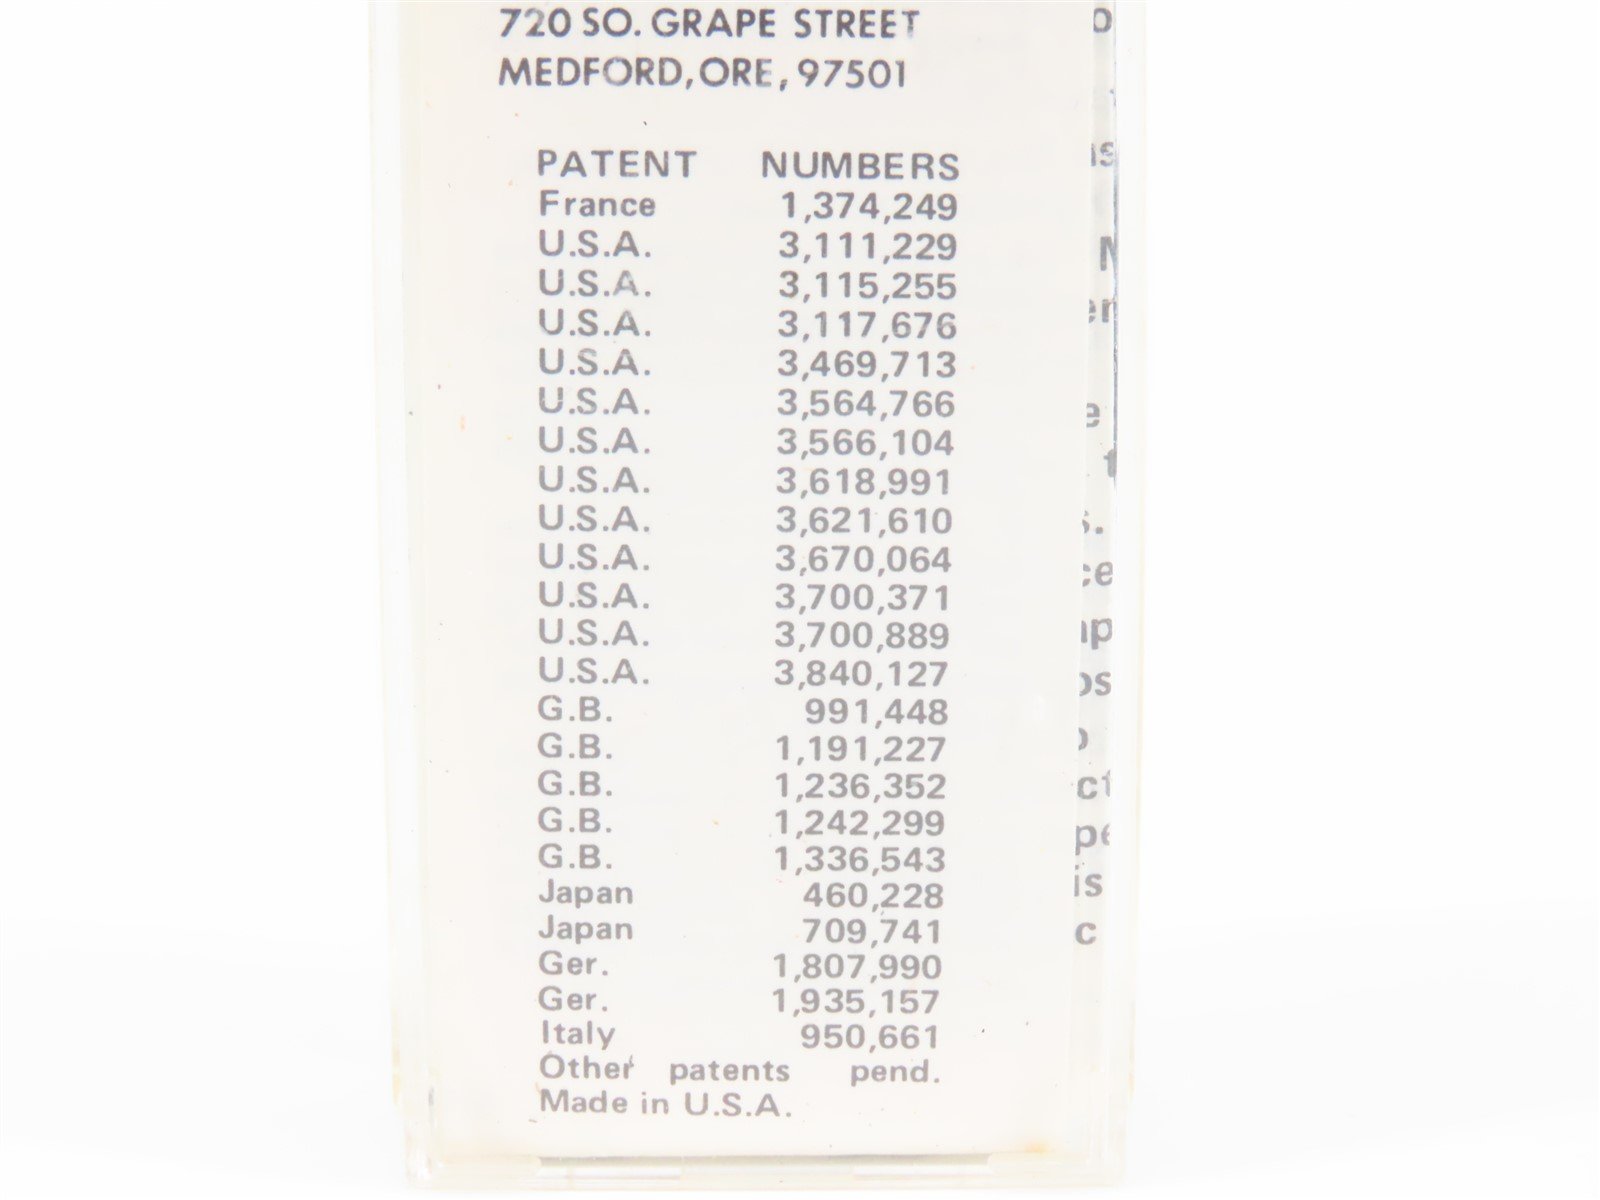 720 SO. GRAPE STREET
MEDFORD, ORE, 97501
PATENT NUMBERS
France 1,374,249
U.S.A. 3,111,229
U.S.A. 3,115,255
U.S.A. 3,117,676
U.S.A. 3,469,713
U.S.A. 3,564,766
U.S.A. 3,566,104
U.S.A. 3,618,991
U.S.A. 3,621,610
U.S.A. 3,670,064
U.S.A. 3,700,371
U.S.A. 3,700,889
U.S.A. 3,840,127
G.B. 991,448
G.B. 1,191,227
G.B. 1,236,352
G.B. 1,242,299
G.B. 1,336,543
Japan 460,228
Japan 709,741
Ger. 1,807,990
Ger. 1,935,157
Italy 950,661
Other patents pend.
Made in U.S.A.